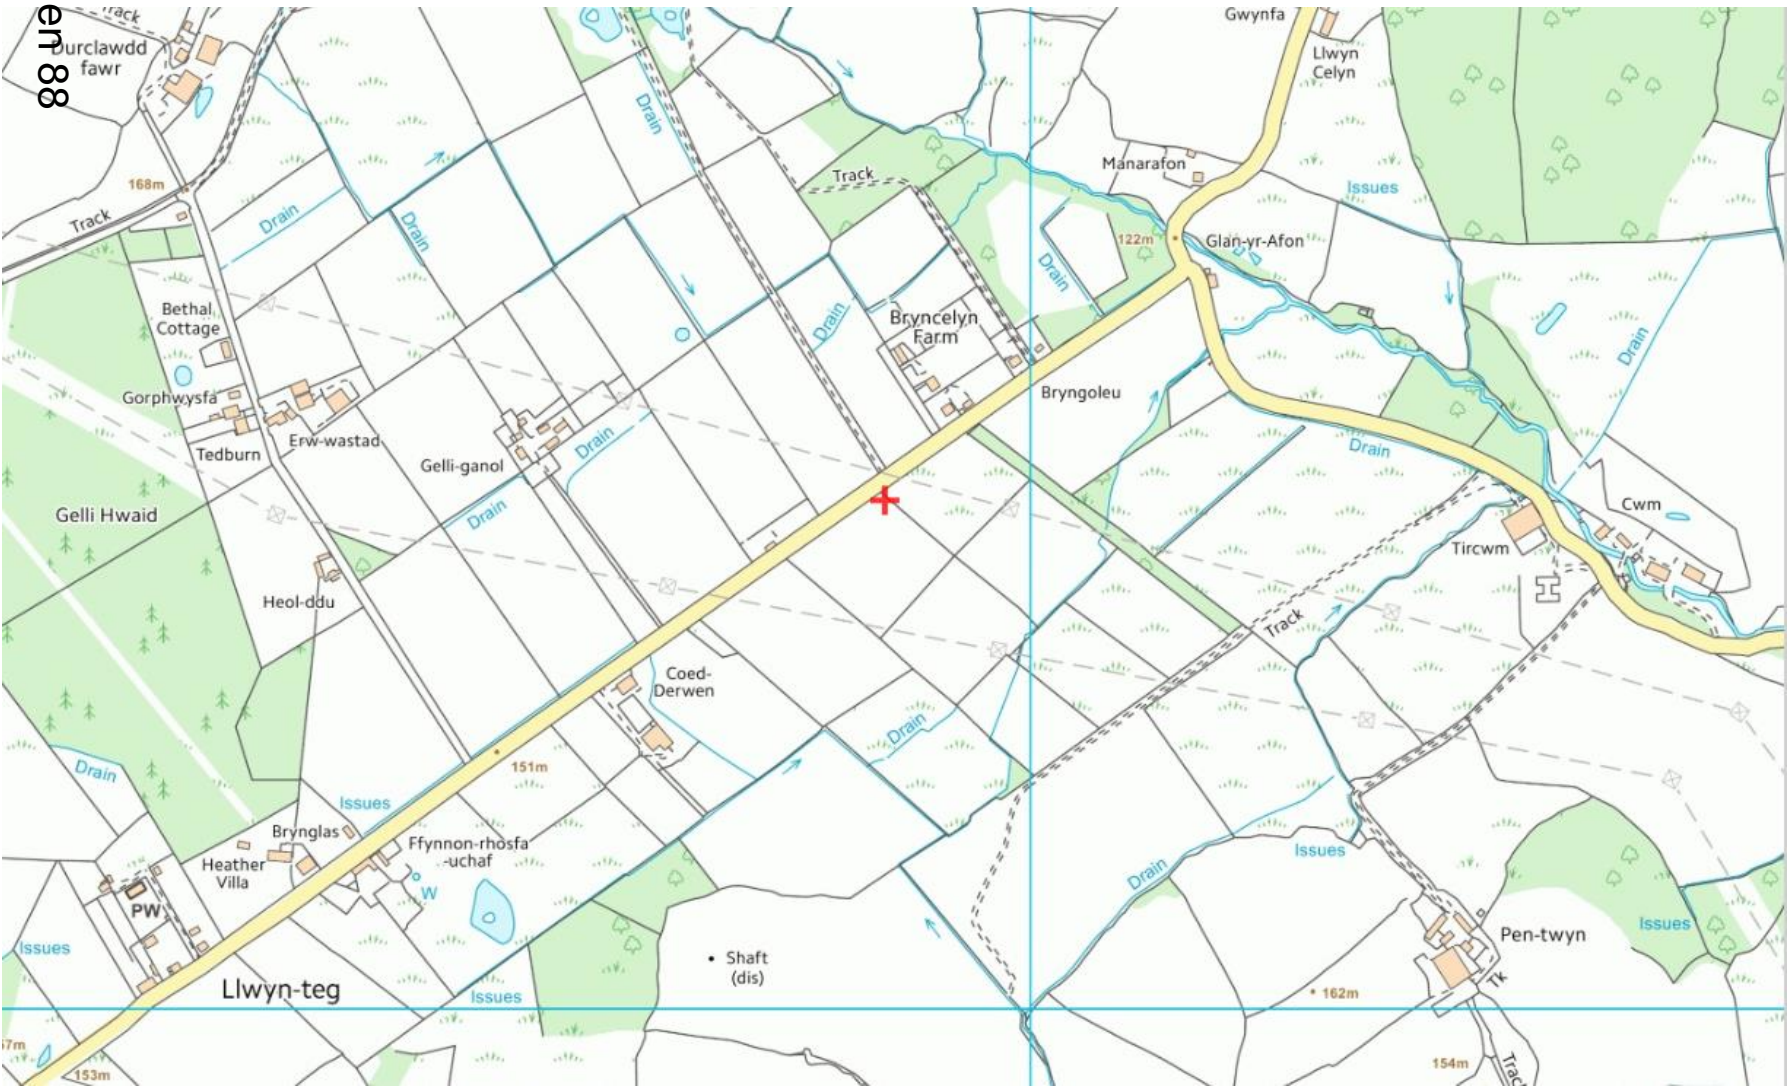 Track
en 88
Durclawdd
fawr
Gwynfa
Llwyn
Celyn
Drain
Track
Manarafon
Issues
168m
Track
Drain
Drain
122m
Glan-yr-Afon
Drain
Bethal
Cottage
Drain
Bryncelyn
Farm
Drain
Gorphwysfa
Bryngoleu
Erw-wastad
Tedburn
Gelli-ganol
Drain
Drain
Gelli Hwaid
Drain
Cwm
Tircwm
Heol-ddu
Track
Coed-
Derwen
Drain
151m
Drain
Issues
Brynglas
Ffynnon-rhosfa
-uchaf
Heather
Villa
W
Issues
Drain
PW
Issues
Issues
Pen-twyn
Shaft
(dis)
Tk
Llwyn-teg
Issues
162m
57m
153m
154m
Track